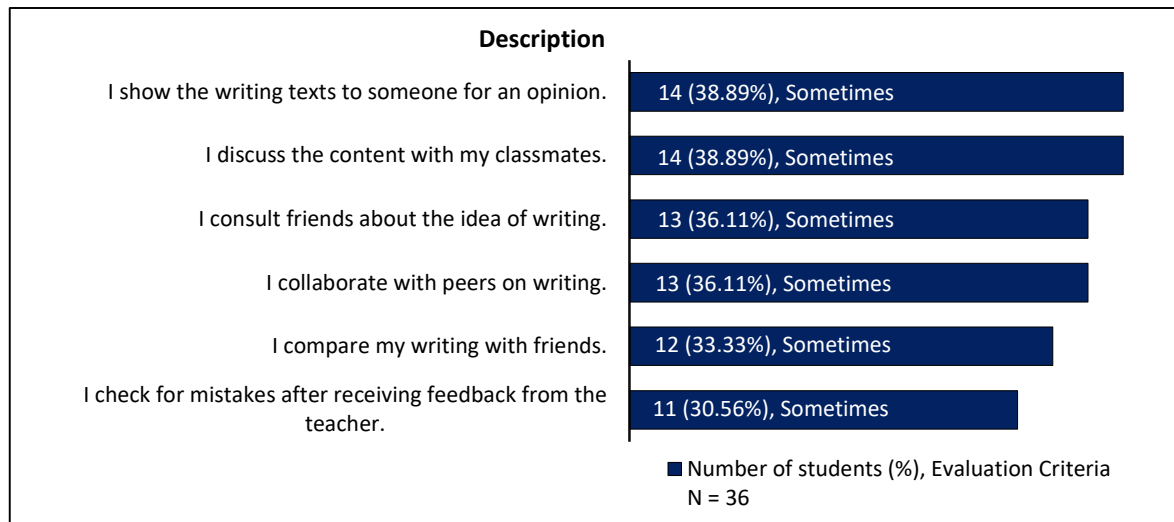 Description
I show the writing texts to someone for an opinion.
14 (38.89%), Sometimes
I discuss the content with my classmates.
14 (38.89%), Sometimes
I consult friends about the idea of writing.
13 (36.11%), Sometimes
I collaborate with peers on writing.
13 (36.11%), Sometimes
I compare my writing with friends.
12 (33.33%), Sometimes
I check for mistakes after receiving feedback from the
teacher.
11 (30.56%), Sometimes
Number of students (%), Evaluation Criteria
N = 36